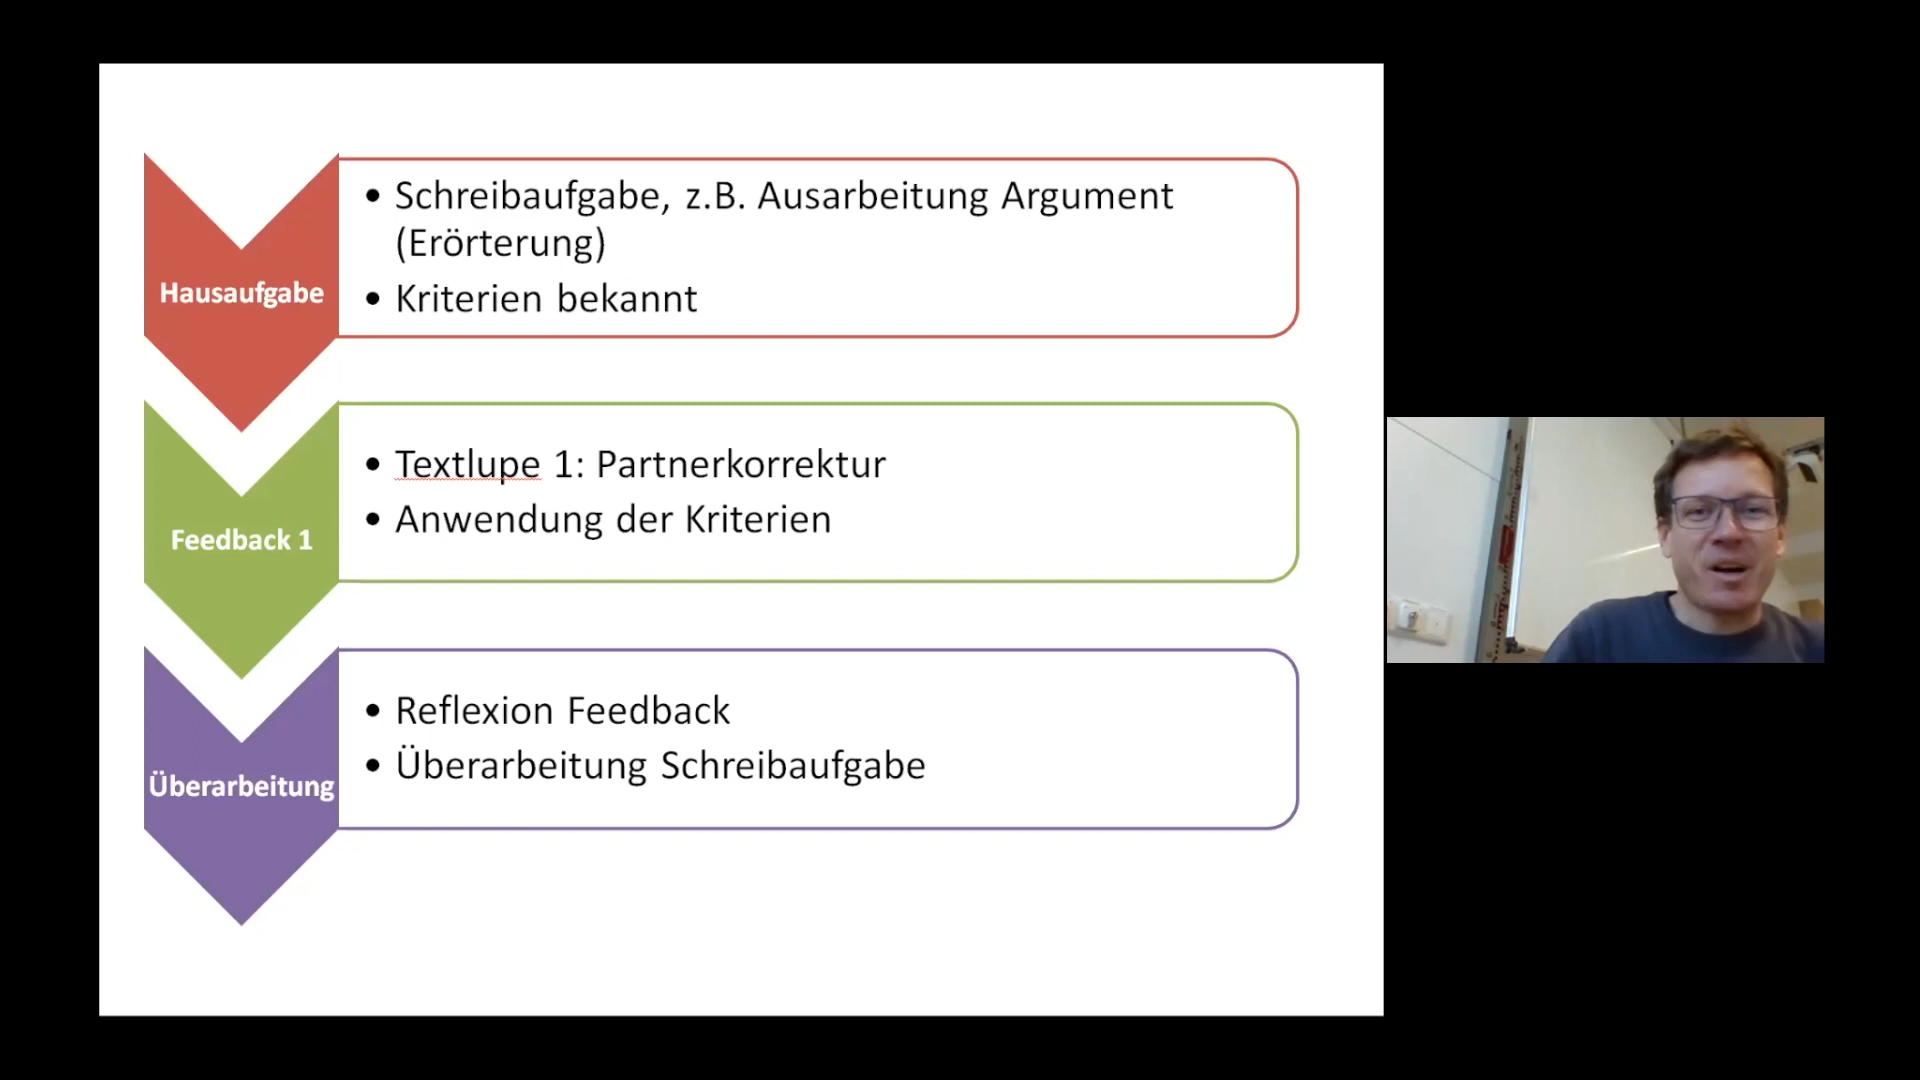 Hausaufgabe
• Schreibaufgabe, z.B. Ausarbeitung Argument
(Erörterung)
• Kriterien bekannt
Feedback 1
• Textlupe 1: Partnerkorrektur
• Anwendung der Kriterien
Überarbeitung
• Reflexion Feedback
• Überarbeitung Schreibaufgabe